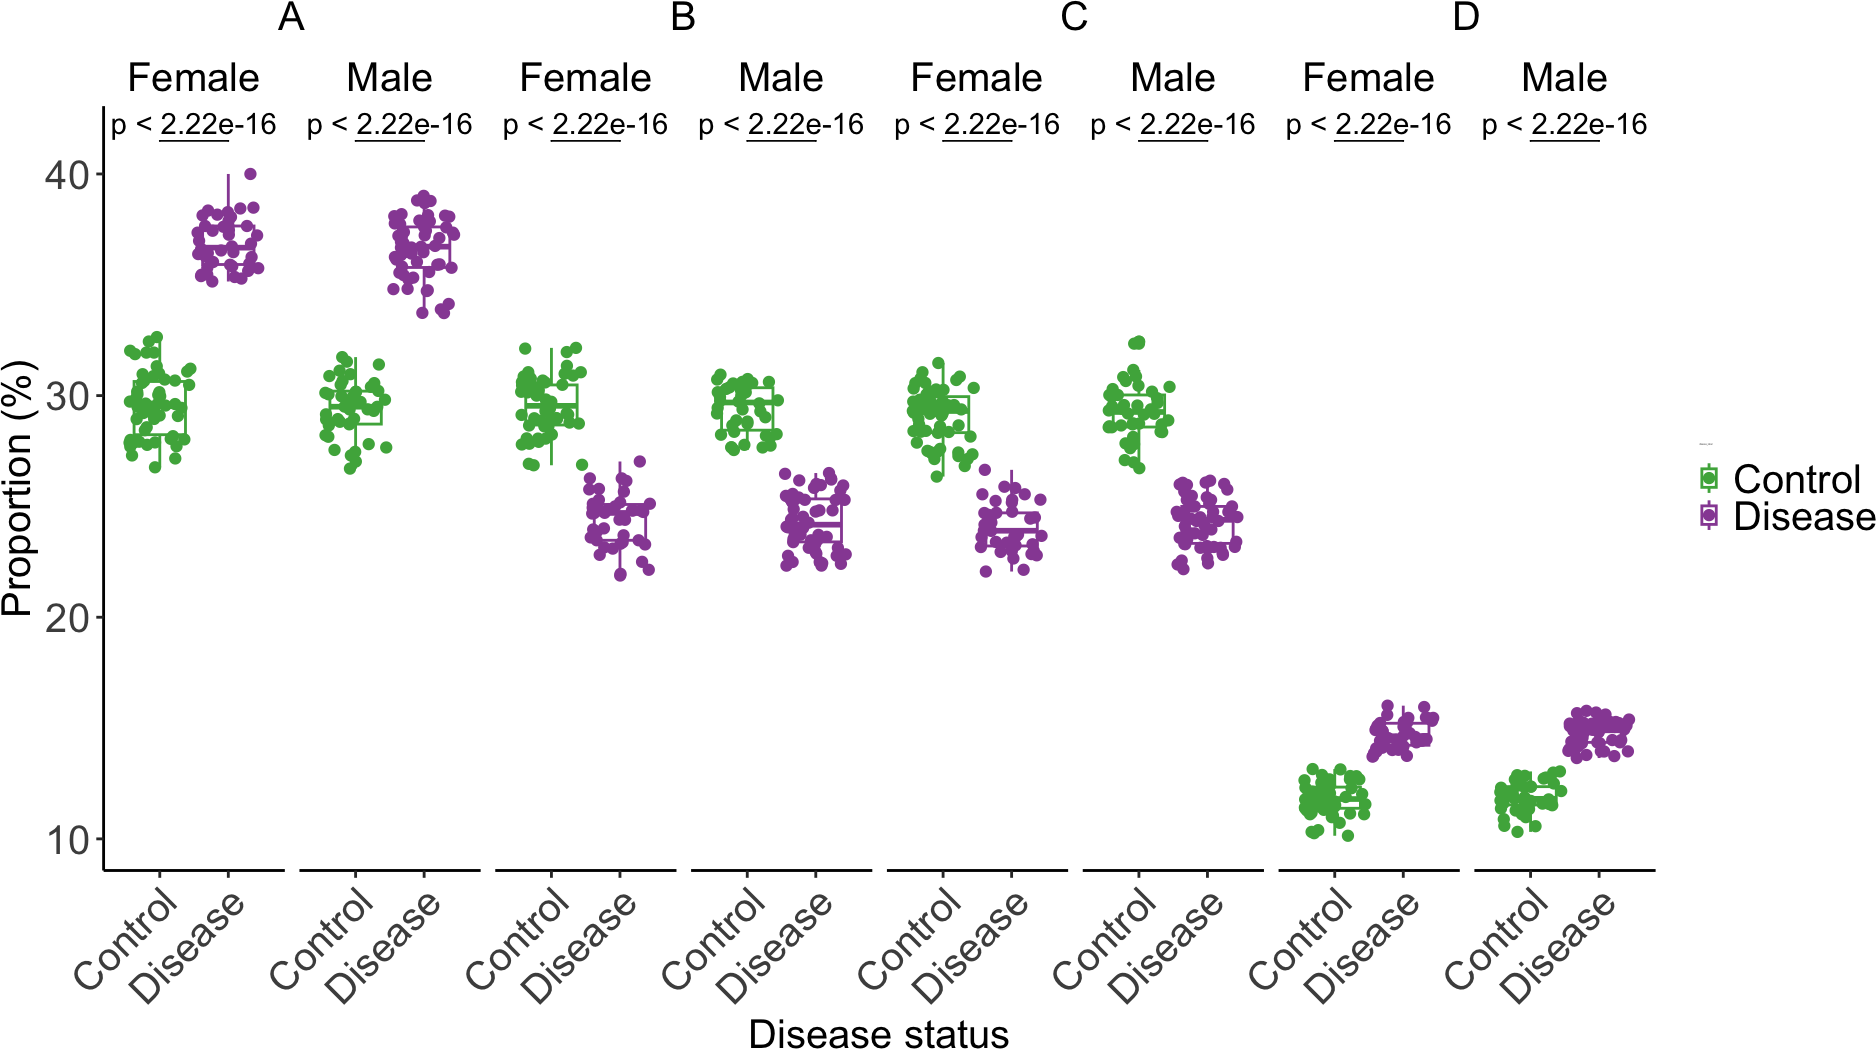 A B C D
Female Male Female Male Female Male Female Male
p < 2.22e-16 p < 2.22e-16 p < 2.22e-16 p < 2.22e-16 p < 2.22e-16 p < 2.22e-16 p < 2.22e-16 p < 2.22e-16
40
30
20
10
Proportion (%)
Control Disease Control Disease Control Disease Control Disease Control Disease Control Disease Control Disease Control Disease
Disease status
Control
Disease